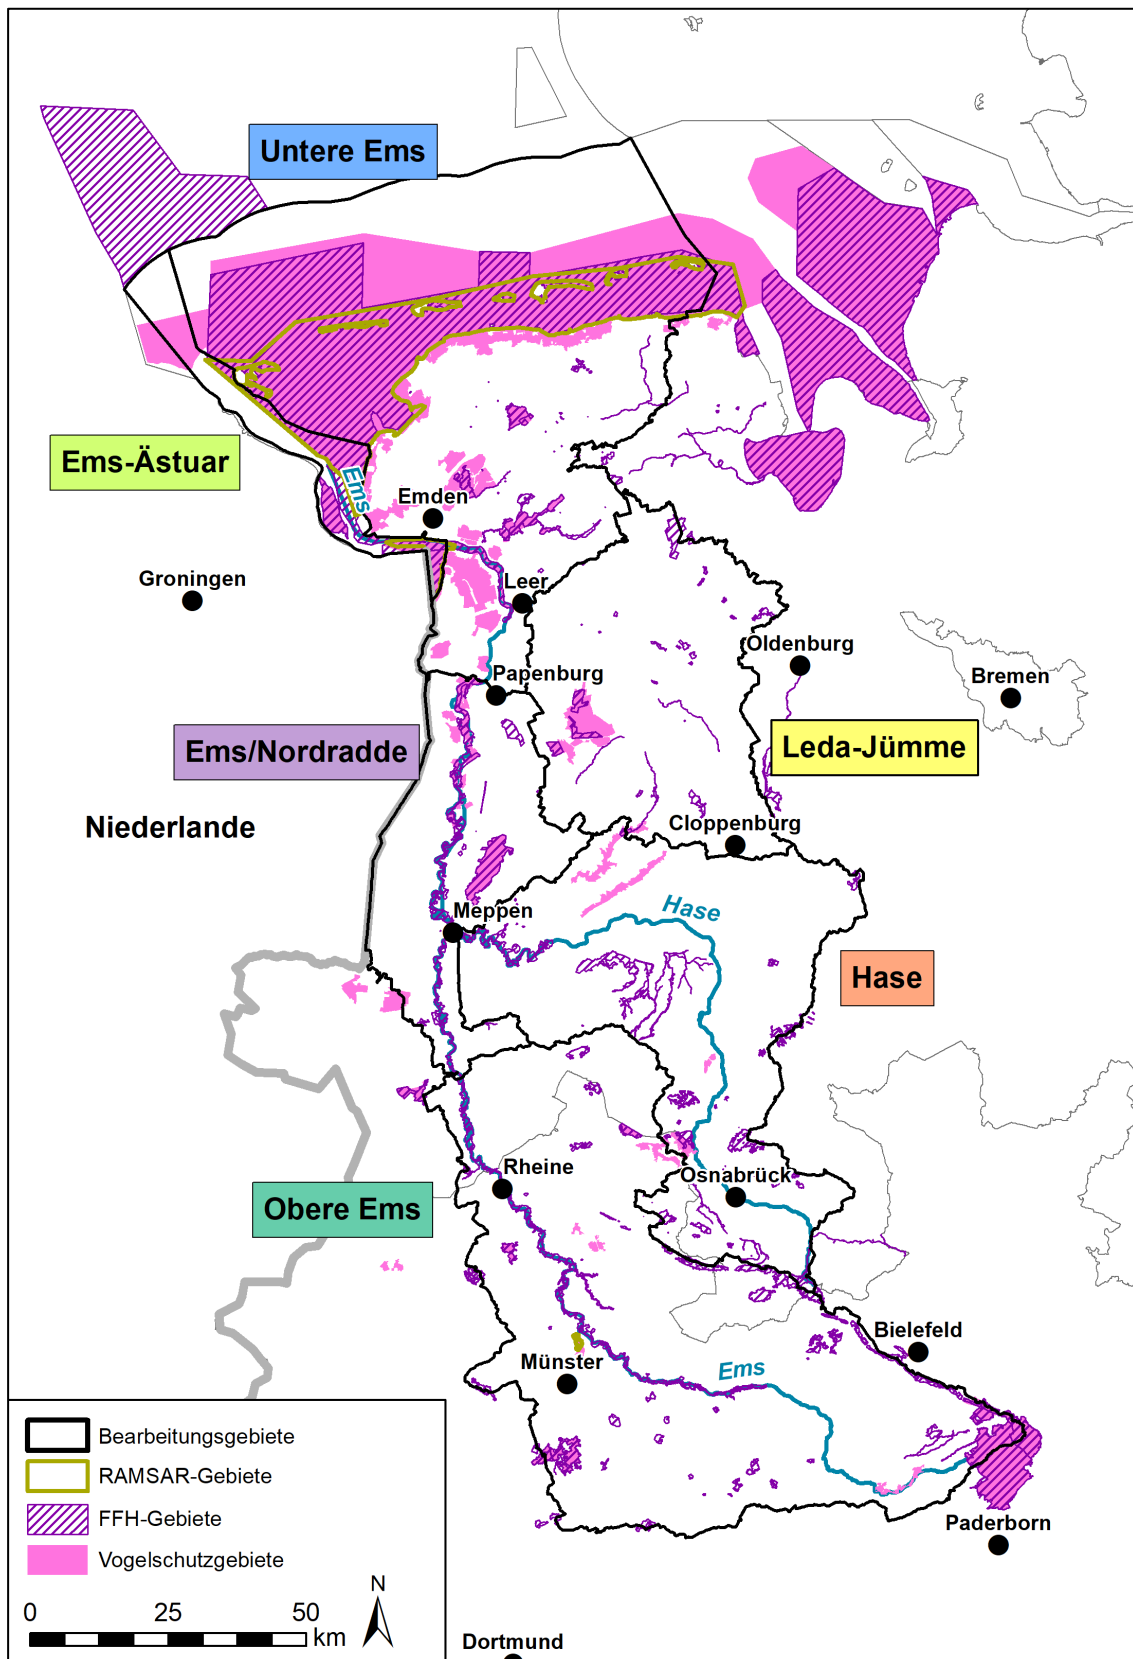 Untere Ems
Ems-Ästuar
Ems
Emden
Groningen
Leer
Oldenburg
Bremen
Papenburg
Ems/Nordradde
Leda-Jümme
Niederlande
Cloppenburg
Meppen
Hase
Hase
Rheine
Osnabrück
Obere Ems
Bielefeld
Münster
Ems
Paderborn
Dortmund
Bearbeitungsgebiete
RAMSAR-Gebiete
FFH-Gebiete
Vogelschutzgebiete
N
0 25 50
km